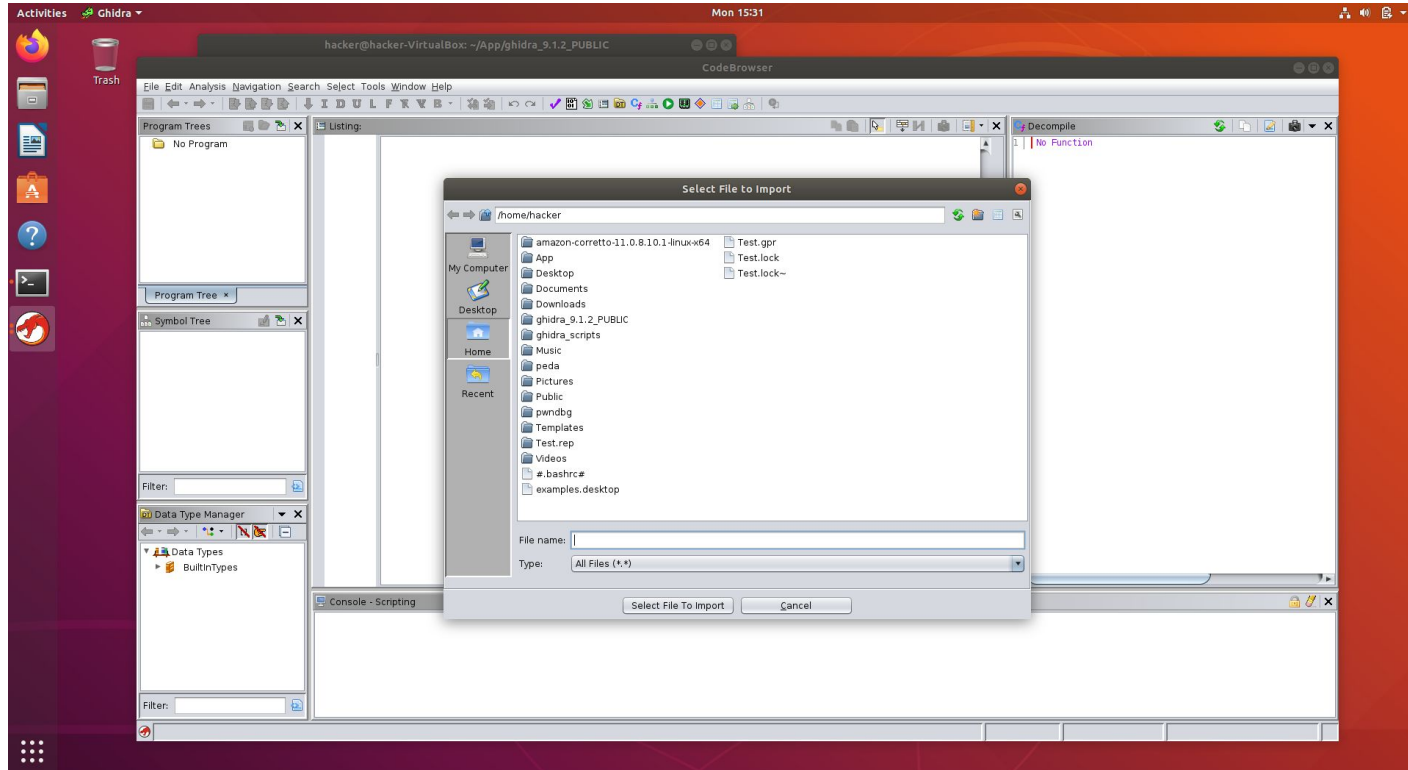 Activities Ghidra Mon 15:31
Trash
hacker@hacker-VirtualBox: ~/App/ghidra_9.1.2_PUBLIC
CodeBrowser
File Edit Analysis Navigation Search Select Tools Window Help
I D U L F K V B
Program Trees
No Program
Program Tree ×
Symbol Tree
Filter:
Data Type Manager
Data Types
BuiltInTypes
Filter:
Listing:
Decompile
1 No Function
Select File to Import
/home/hacker
My Computer
Desktop
Home
Recent
amazon-corretto-11.0.8.10.1-linux-x64
App
Desktop
Documents
Downloads
ghidra_9.1.2_PUBLIC
ghidra_scripts
Music
peda
Pictures
Public
pwndbg
Templates
Test.rep
Videos
#.bashrc#
examples.desktop
Test.gpr
Test.lock
Test.lock~
File name:
Type: All Files (*.*)
Select File To Import Cancel
Console - Scripting